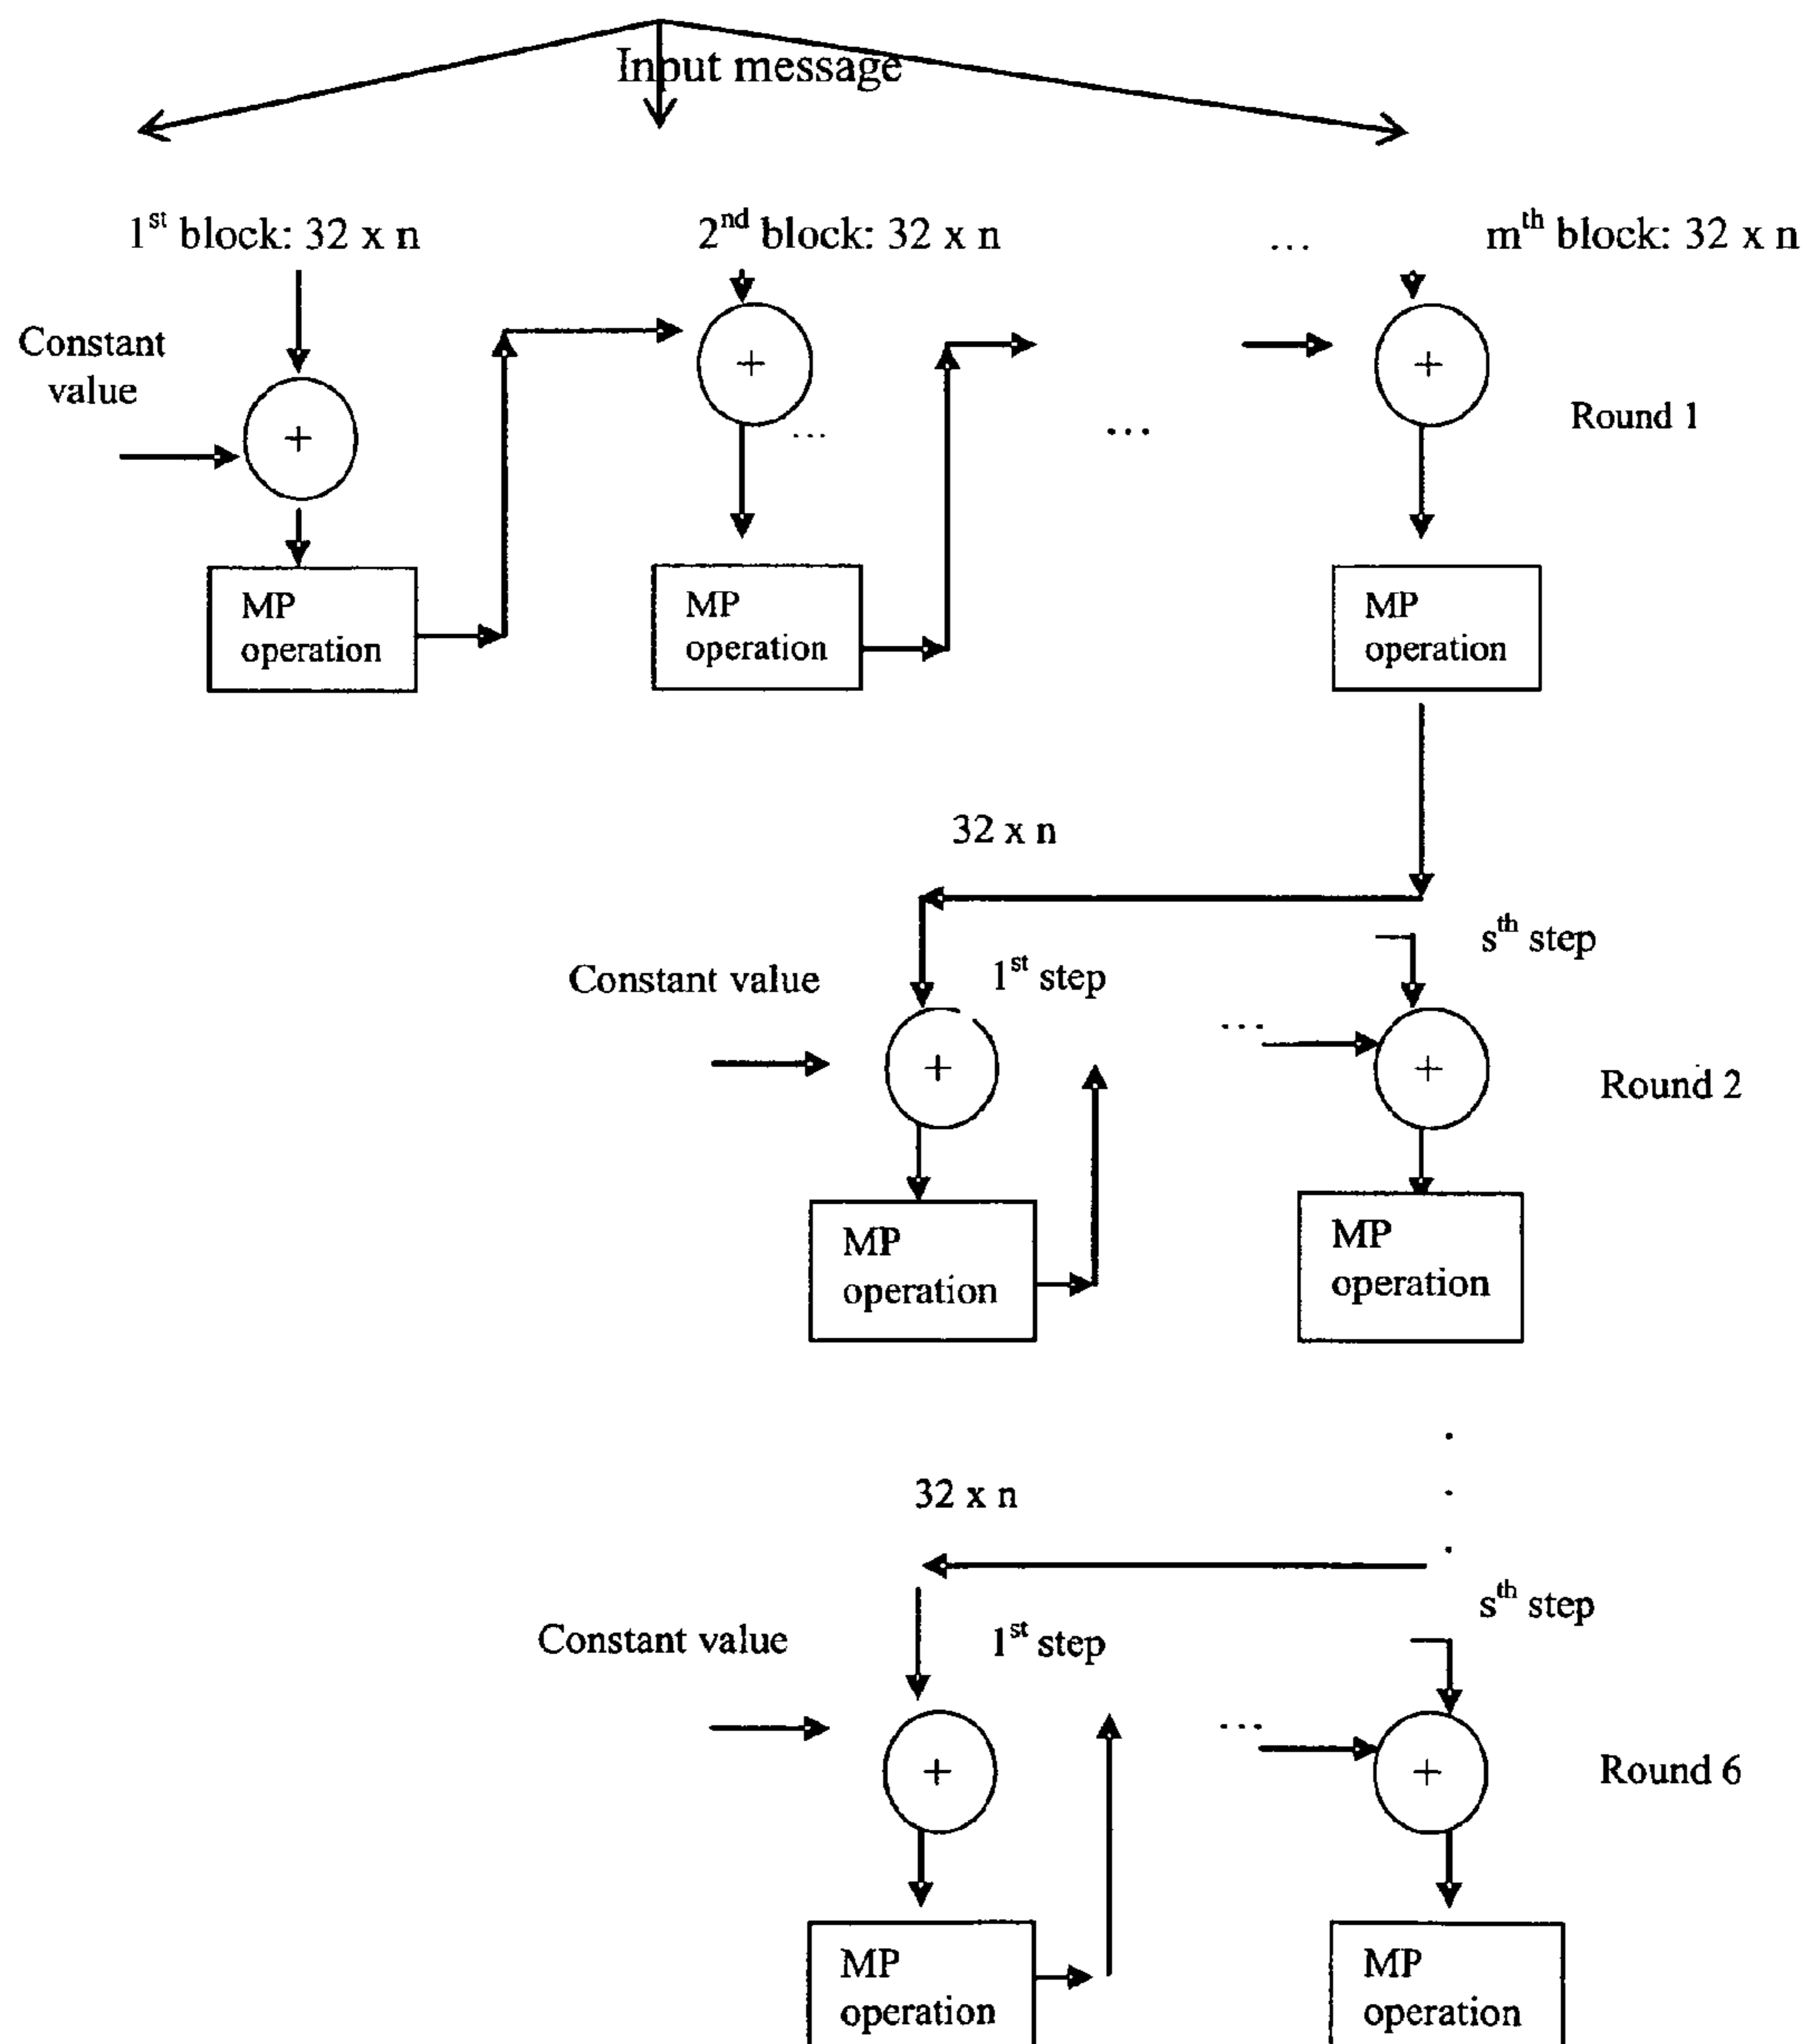 Input message
1st block: 32 x n
2nd block: 32 x n
...
mth block: 32 x n
Constant
value
+
+
...
...
+
Round 1
MP
operation
MP
operation
MP
operation
32 x n
Constant value
1st step
sth step
+
...
+
Round 2
MP
operation
MP
operation
32 x n
Constant value
1st step
sth step
+
...
+
Round 6
MP
operation
MP
operation